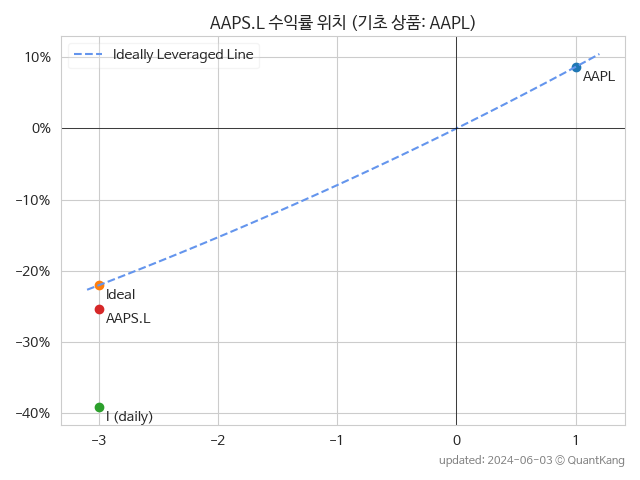 AAPS.L 수익률 위치 (기초 상품: AAPL)
Ideally Leveraged Line
10%
0%
−10%
−20%
−30%
−40%
AAPL
Ideal
AAPS.L
I (daily)
−3
−2
−1
0
1
updated: 2024-06-03 © QuantKang